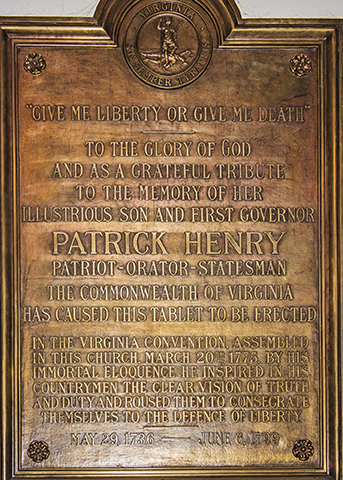 VIRGINIA
SIC SEMPER TYRANNIS
"GIVE ME LIBERTY OR GIVE ME DEATH"
TO THE GLORY OF GOD
AND AS A GRATEFUL TRIBUTE
TO THE MEMORY OF HER
ILLUSTRIOUS SON AND FIRST GOVERNOR
PATRICK HENRY
PATRIOT-ORATOR-STATESMAN
THE COMMONWEALTH OF VIRGINIA
HAS CAUSED THIS TABLET TO BE ERECTED
IN THE VIRGINIA CONVENTION, ASSEMBLED
IN THIS CHURCH, MARCH 20TH 1775, BY HIS
IMMORTAL ELOQUENCE HE INSPIRED IN HIS
COUNTRYMEN THE CLEAR VISION OF TRUTH
AND DUTY AND ROUSED THEM TO CONSECRATE
THEMSELVES TO THE DEFENCE OF LIBERTY
MAY 29, 1736 — JUNE 6, 1799